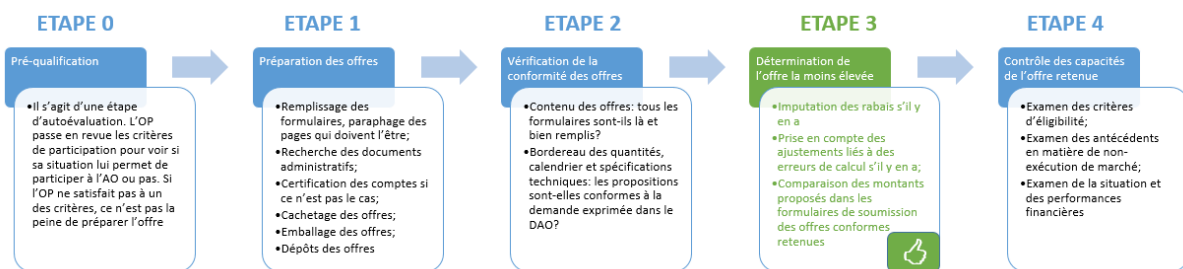 ETAPE 0
Pré-qualification
•Il s’agit d’une étape
d’autoévaluation. L’OP
passe en revue les critères
de participation pour voir si
sa situation lui permet de
participer à l’AO ou pas. Si
l’OP ne satisfait pas à un
des critères, ce n’est pas la
peine de préparer l’offre
ETAPE 1
Préparation des offres
•Remplissage des
formulaires, paraphage des
pages qui doivent l’être;
•Recherche des documents
administratifs;
•Certification des comptes si
ce n’est pas le cas;
•Cachetage des offres;
•Emballage des offres;
•Dépôts des offres
ETAPE 2
Vérification de la
conformité des offres
•Contenu des offres: tous les
formulaires sont-ils là et
bien remplis?
•Bordereau des quantités,
calendrier et spécifications
techniques: les propositions
sont-elles conformes à la
demande exprimée dans le
DAO?
ETAPE 3
Détermination de
l’offre la moins élevée
•Imputation des rabais s’il y
en a
•Prise en compte des
ajustements liés à des
erreurs de calcul s’il y en a;
•Comparaison des montants
proposés dans les
formulaires de soumission
des offres conformes
retenues
ETAPE 4
Contrôle des capacités
de l’offre retenue
•Examen des critères
d’éligibilité;
•Examen des antécédents
en matière de non-
exécution de marché;
•Examen de la situation et
des performances
financières